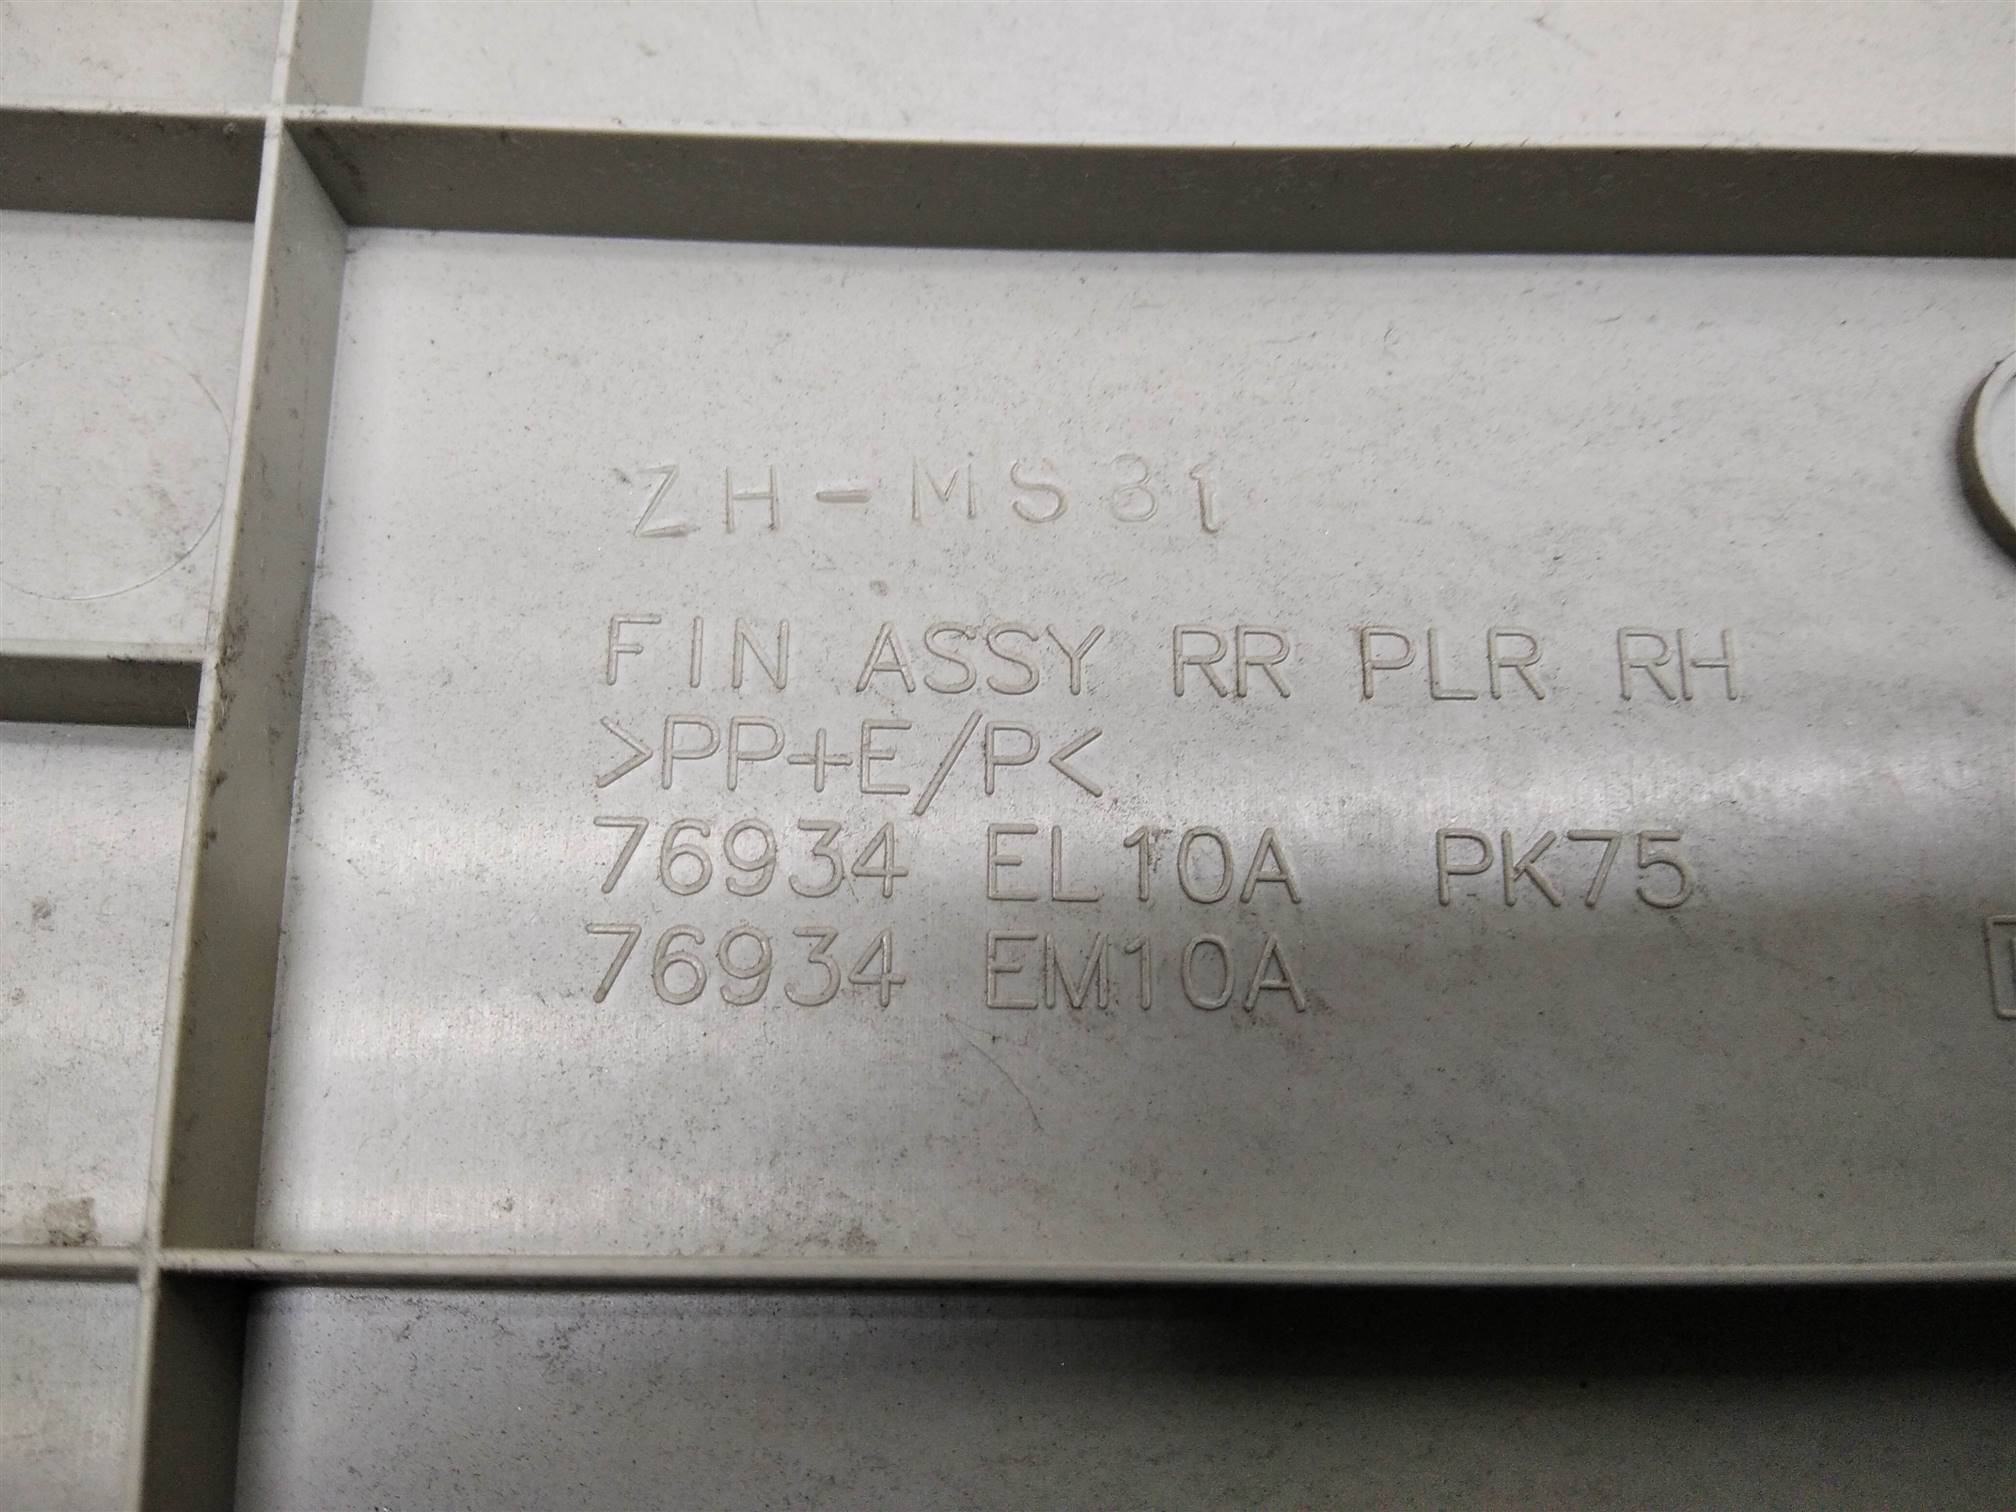 ZH-MS81
FIN ASSY RR PLR RH
>PP+E/P<
76934 EL10A PK75
76934 EM10A